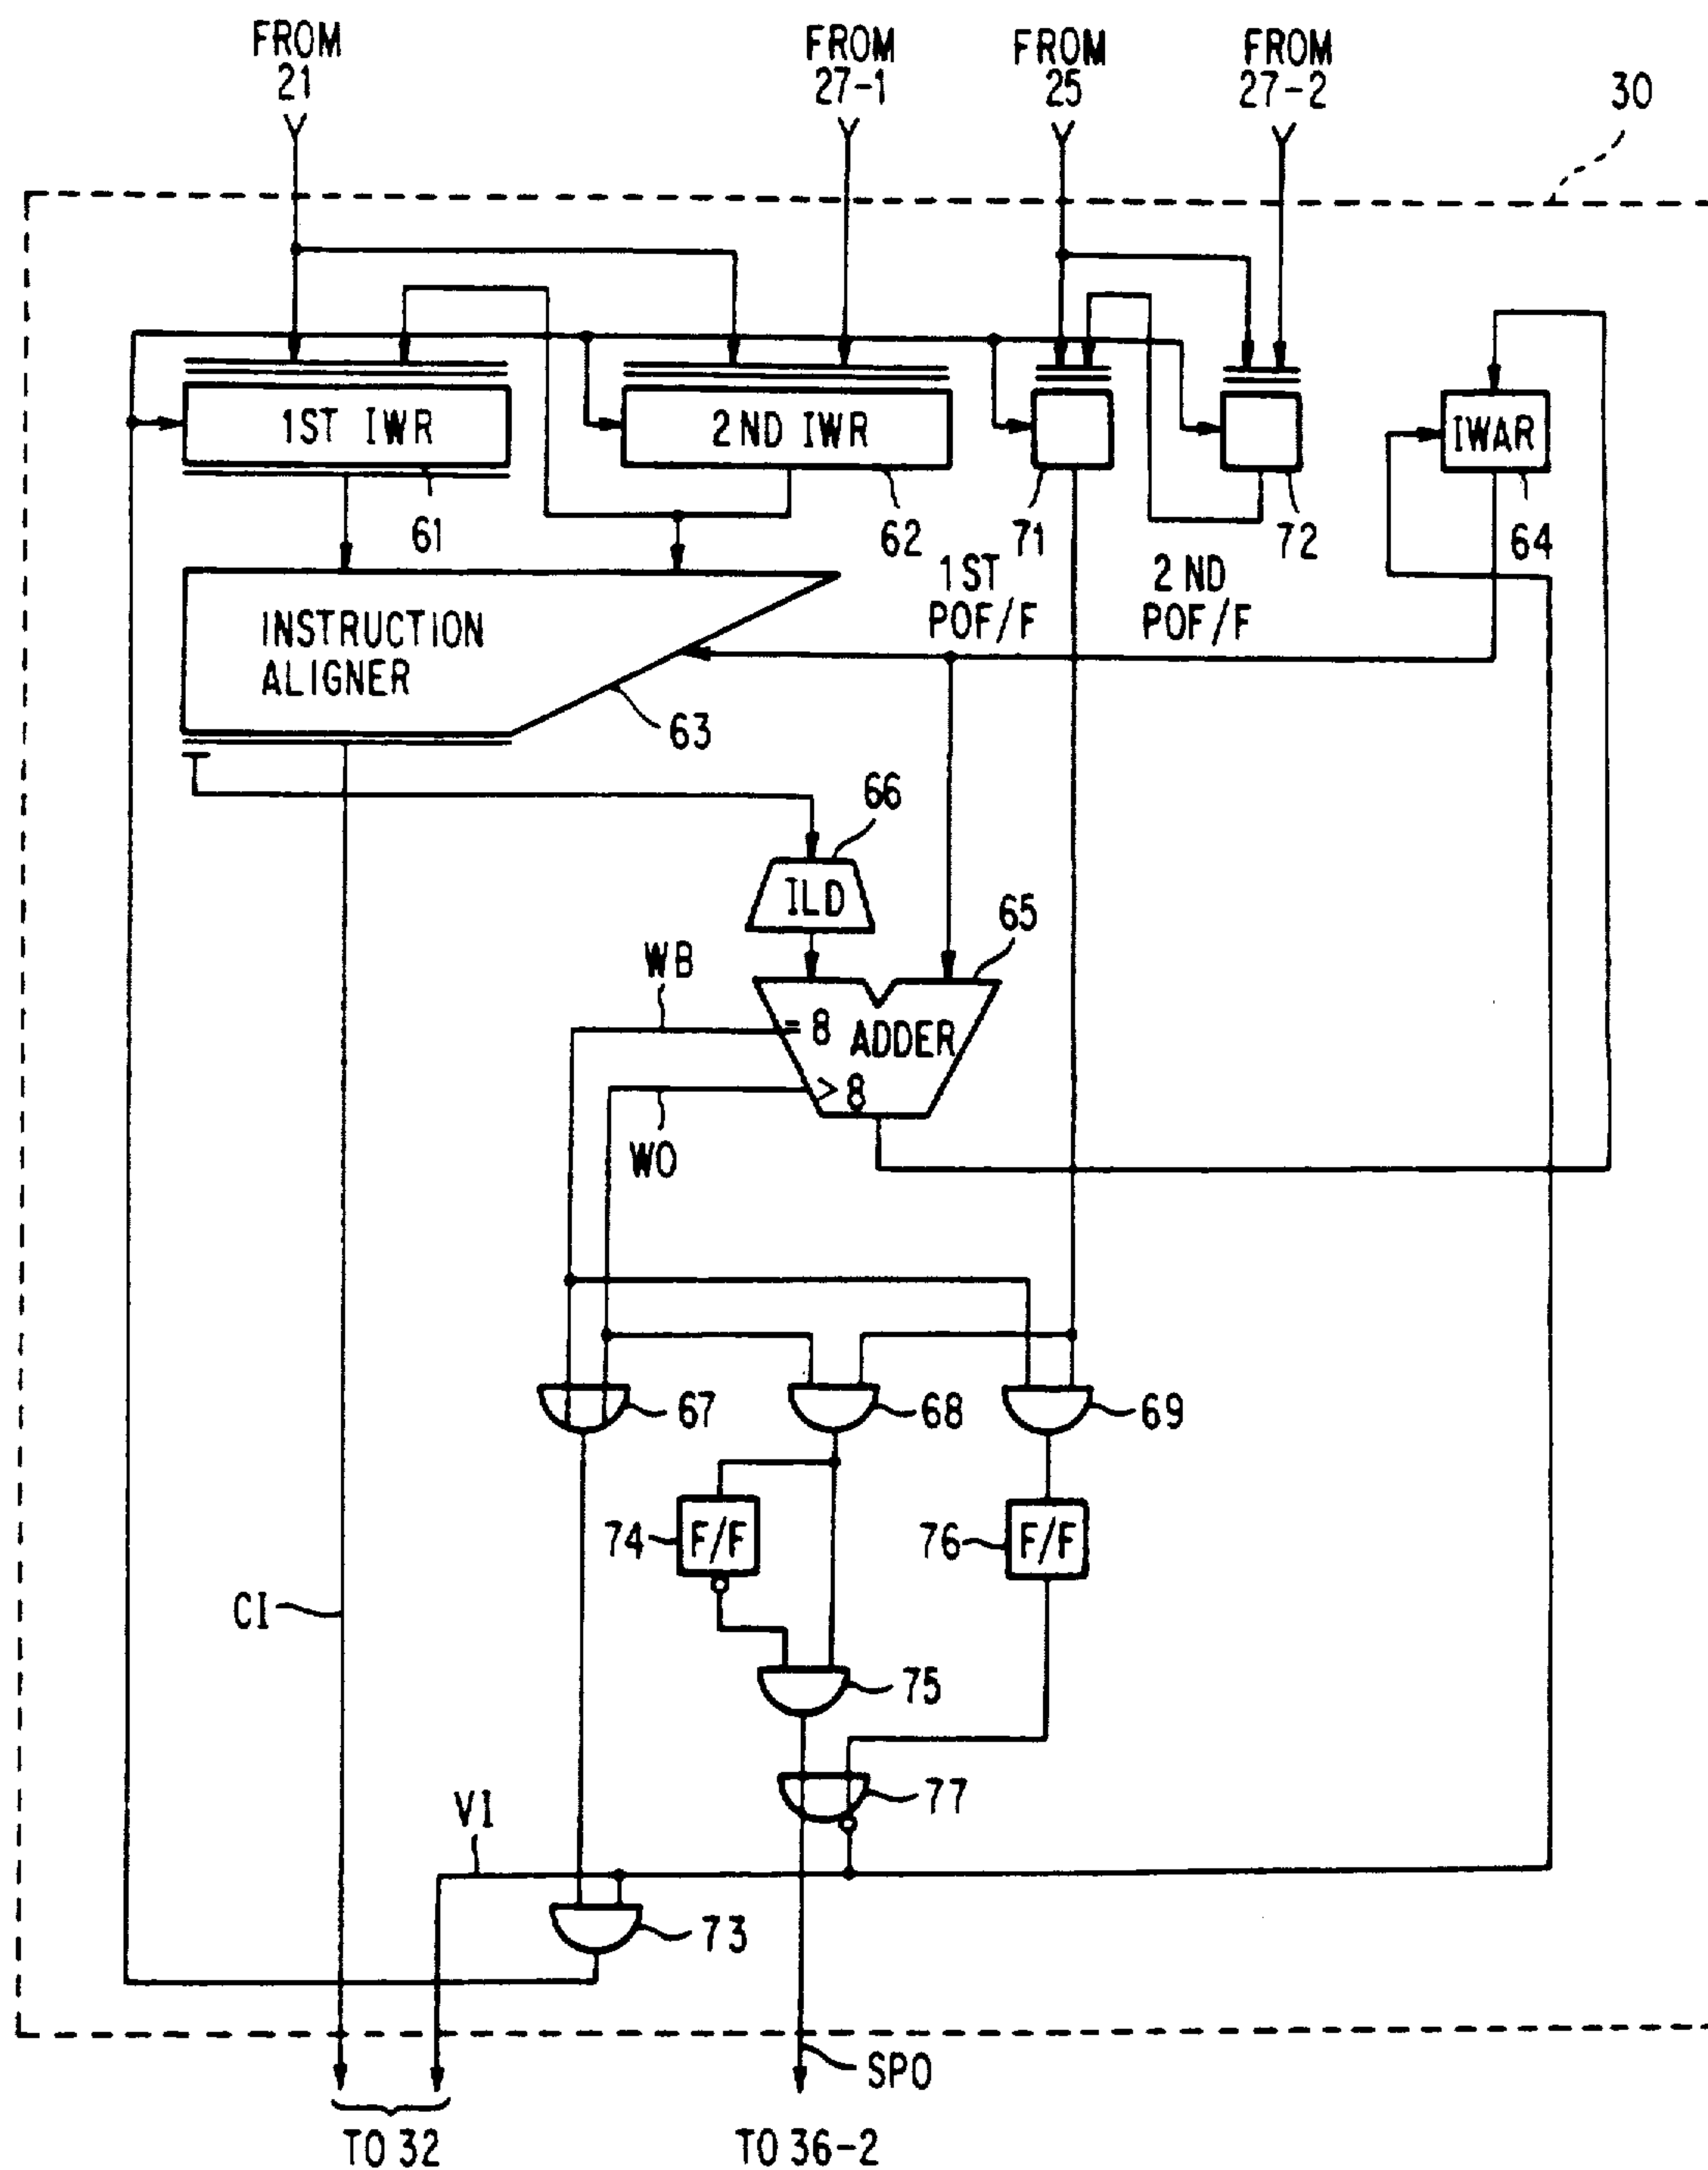 FROM
21
FROM
27-1
FROM
25
FROM
27-2
30
1ST IWR
2ND IWR
IWAR
61
62
71
72
64
1ST
POF/F
2 ND
POF/F
INSTRUCTION
ALIGNER
63
66
ILD
65
WB
= 8 ADDER
> 8
WO
67
68
69
74
F/F
76
F/F
CI
75
77
VI
73
SPO
TO 32
TO 36-2